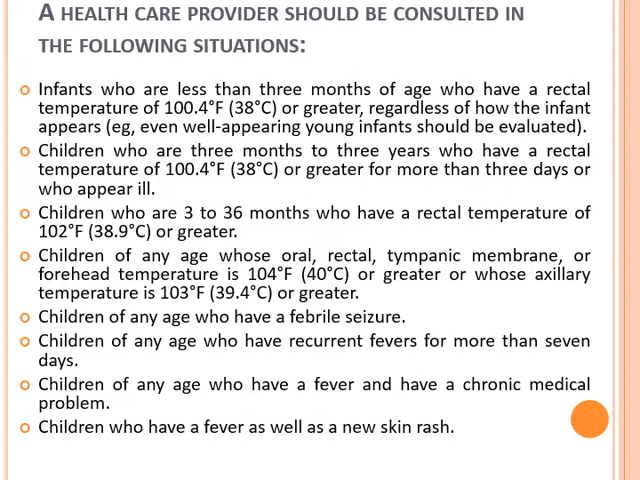 A HEALTH CARE PROVIDER SHOULD BE CONSULTED IN
THE FOLLOWING SITUATIONS:
Infants who are less than three months of age who have a rectal
temperature of 100.4°F (38°C) or greater, regardless of how the infant
appears (eg, even well-appearing young infants should be evaluated).
Children who are three months to three years who have a rectal
temperature of 100.4°F (38°C) or greater for more than three days or
who appear ill.
Children who are 3 to 36 months who have a rectal temperature of
102°F (38.9°C) or greater.
Children of any age whose oral, rectal, tympanic membrane, or
forehead temperature is 104°F (40°C) or greater or whose axillary
temperature is 103°F (39.4°C) or greater.
Children of any age who have a febrile seizure.
Children of any age who have recurrent fevers for more than seven
days.
Children of any age who have a fever and have a chronic medical
problem.
Children who have a fever as well as a new skin rash.